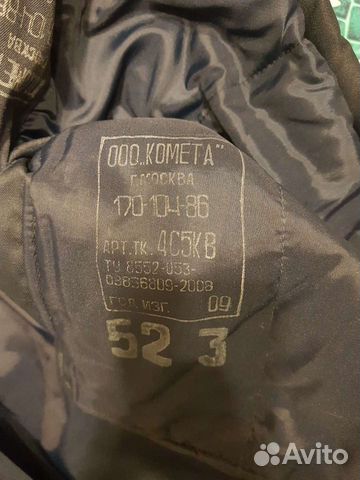 ООО„КОМЕТА"
Г.МОСКВА
170-104-86
АРТ.ТК. 4С5КВ
ТУ 8552-053-
08856809-2008
ГОД ИЗГ. 09
52 3
Avito